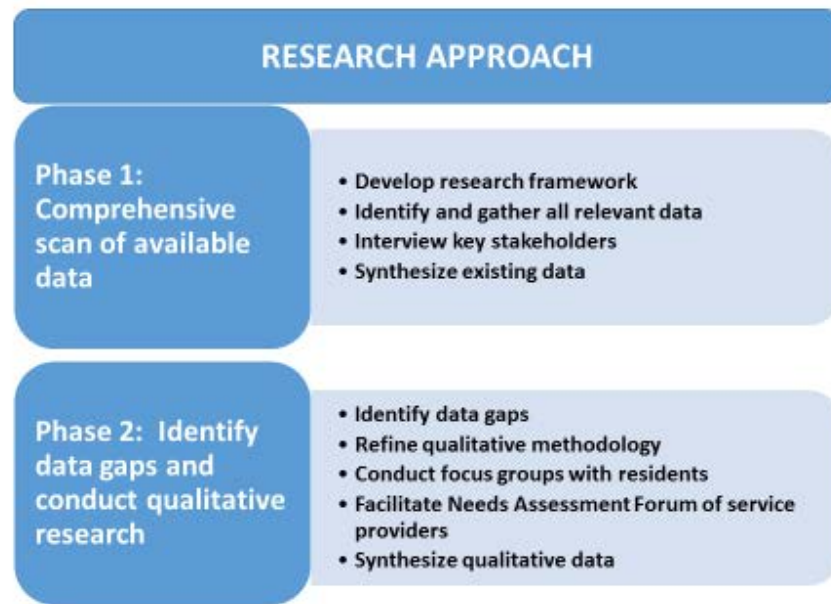 RESEARCH APPROACH
Phase 1:
Comprehensive
scan of available
data
• Develop research framework
• Identify and gather all relevant data
• Interview key stakeholders
• Synthesize existing data
Phase 2:  Identify
data gaps and
conduct qualitative
research
• Identify data gaps
• Refine qualitative methodology
• Conduct focus groups with residents
• Facilitate Needs Assessment Forum of service
providers
• Synthesize qualitative data